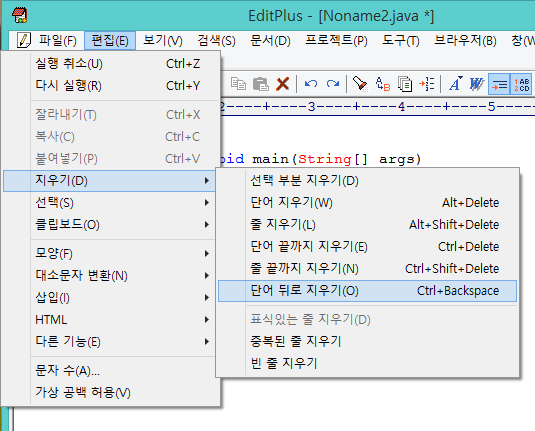 EditPlus - [Noname2.java *]
파일(F) 편집(E) 보기(V) 검색(S) 문서(D) 프로젝트(P) 도구(T) 브라우저(B) 창(W
실행 취소(U) Ctrl+Z
다시 실행(R) Ctrl+Y
잘라내기(T) Ctrl+X
복사(C) Ctrl+C
붙여넣기(P) Ctrl+V
지우기(D)
선택(S)
클립보드(O)
모양(F)
대소문자 변환(N)
삽입(I)
HTML
다른 기능(E)
문자 수(A)...
가상 공백 허용(V)
2----+----3----+----4----+----5-----
oid main(String[] args)
선택 부분 지우기(D)
단어 지우기(W) Alt+Delete
줄 지우기(L) Alt+Shift+Delete
단어 끝까지 지우기(E) Ctrl+Delete
줄 끝까지 지우기(N) Ctrl+Shift+Delete
단어 뒤로 지우기(O) Ctrl+Backspace
표식있는 줄 지우기(D)
중복된 줄 지우기
빈 줄 지우기